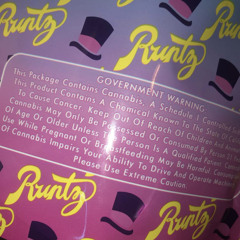 Runtz
Runtz
GOVERNMENT WARNING
This Package Contains Cannabis, A Schedule I Controlled
This Product Contains A Chemical Known To The State Of
To Cause Cancer. Keep Out Of Reach Of Children And
Cannabis May Only Be Possessed Or Consumed By Person
Of Age Or Older Unless The Person Is A Qualified Patient.
Use While Pregnant Or Breastfeeding May Be Harmful. Consump
Of Cannabis Impairs Your Ability To Drive And Operate Machin
Please Use Extreme Caution.
Runtz
Runtz